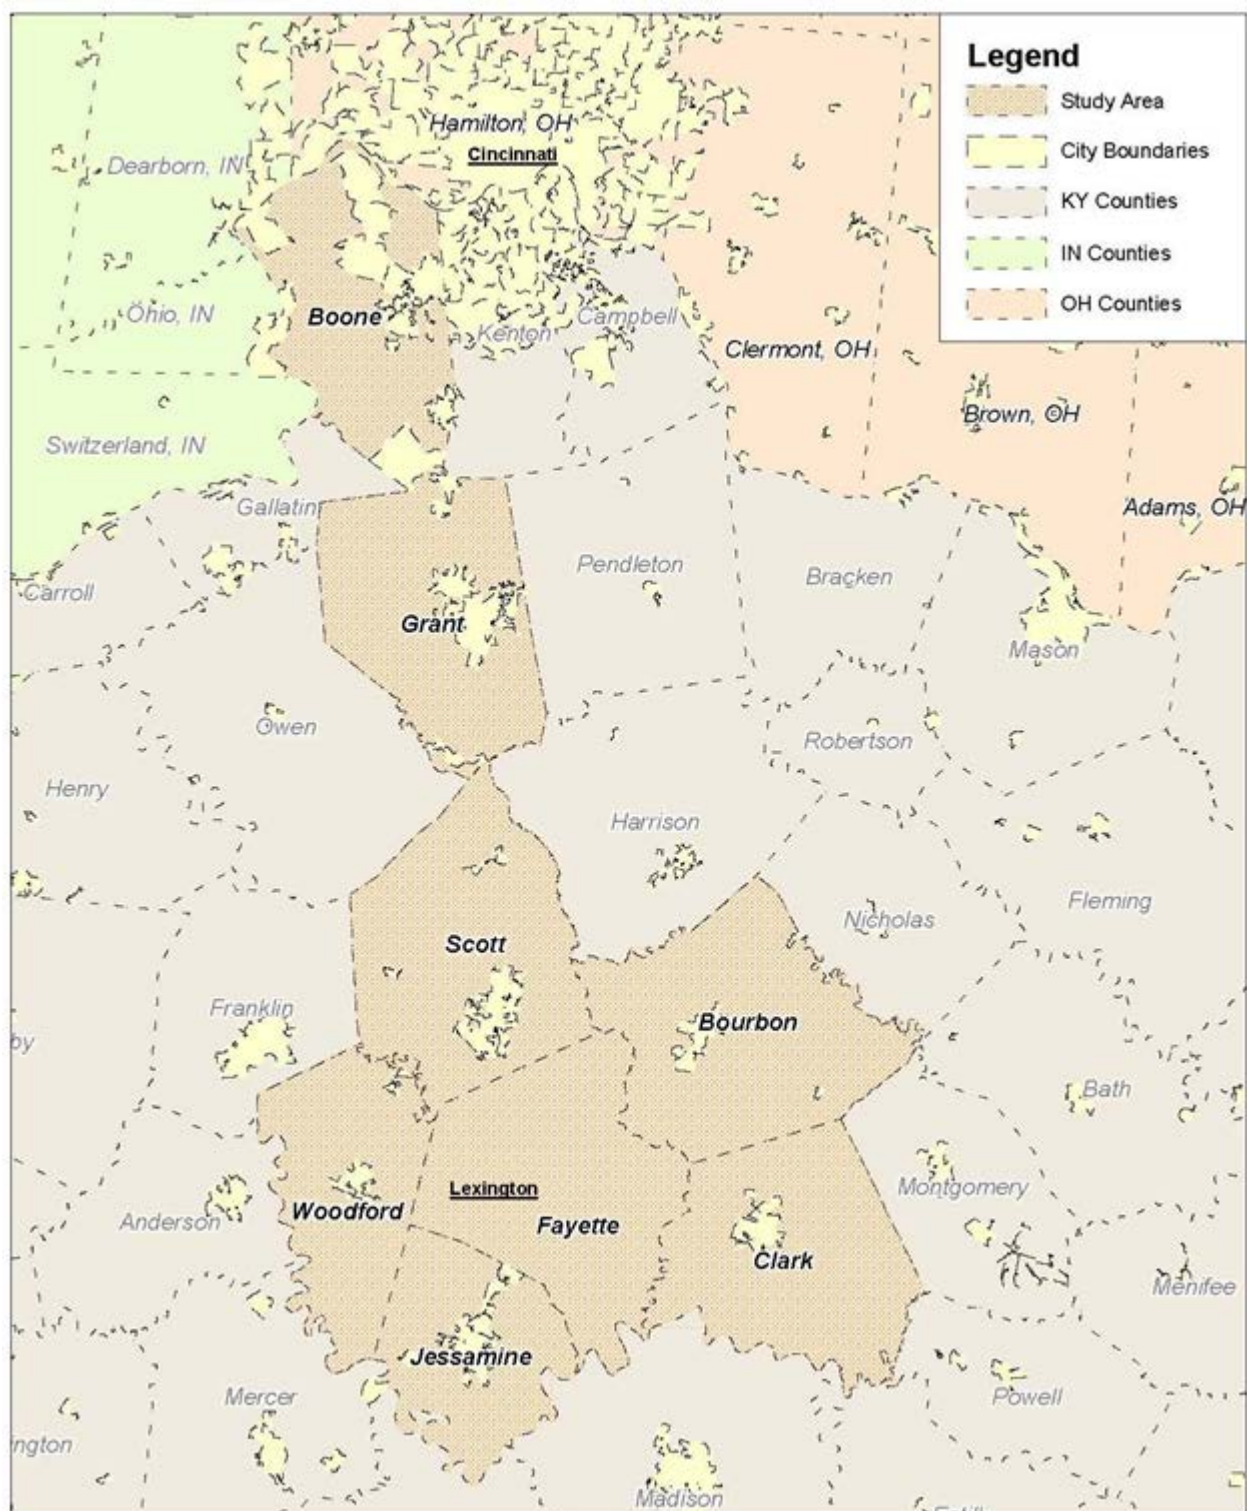 Legend
Study Area
City Boundaries
KY Counties
IN Counties
OH Counties
Hamilton, OH
Cincinnati
Dearborn, IN
Ohio, IN
Boone
Kenton
Campbell
Clermont, OH
Brown, OH
Switzerland, IN
Gallatin
Adams, OH
Carroll
Pendleton
Bracken
Grant
Mason
Owen
Robertson
Henry
Harrison
Fleming
Nicholas
Scott
Franklin
Bourbon
by
Bath
Lexington
Woodford
Fayette
Anderson
Montgomery
Clark
Menifee
Jessamine
Mercer
Powell
ngton
Madison